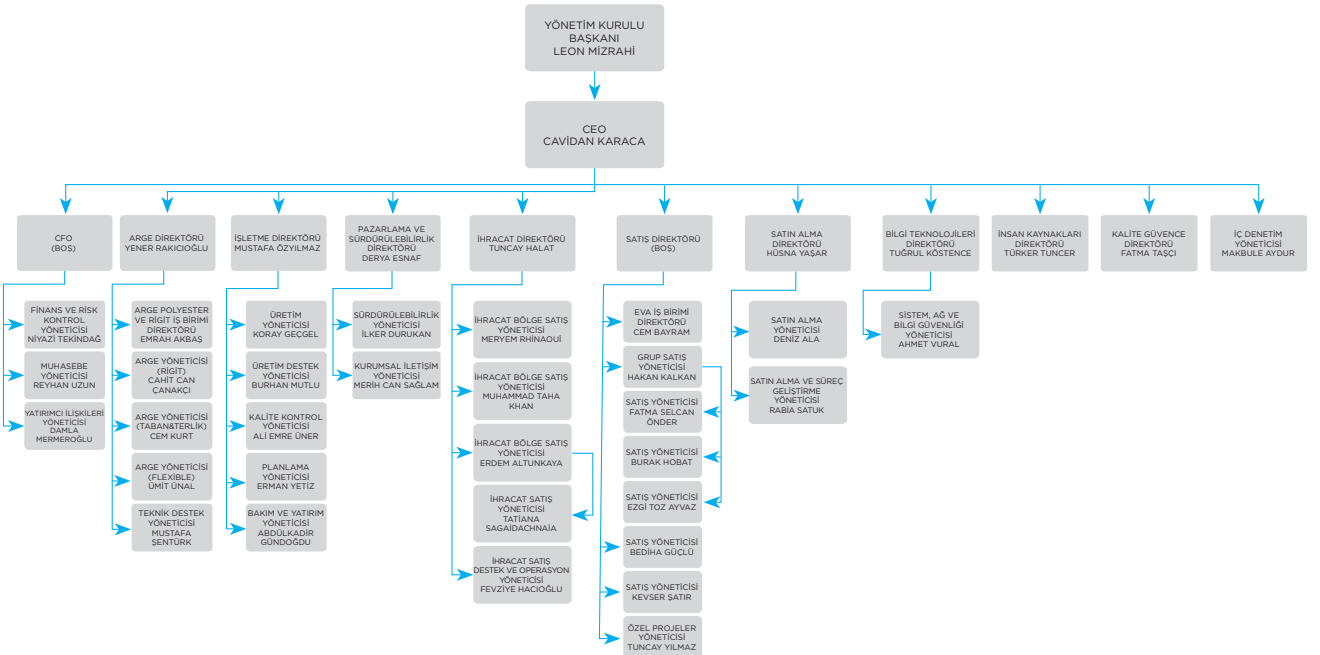 YÖNETİM KURULU
BAŞKANI
LEON MİZRAHİ
CEO
CAVİDAN KARACA
CFO
(BOŞ)
ARGE DİREKTÖRÜ
YENER RAKICIOĞLU
İŞLETME DİREKTÖRÜ
MUSTAFA ÖZYILMAZ
PAZARLAMA VE
SÜRDÜRÜLEBİLİRLİK
DİREKTÖRÜ
DERYA ESNAF
İHRACAT DİREKTÖRÜ
TUNCAY HALAT
SATIŞ DİREKTÖRÜ
(BOŞ)
SATIN ALMA
DİREKTÖRÜ
HÜSNA YAŞAR
BİLGİ TEKNOLOJİLERİ
DİREKTÖRÜ
TUĞRUL KÖSTENCE
İNSAN KAYNAKLARI
DİREKTÖRÜ
TÜRKER TUNCER
KALİTE GÜVENCE
DİREKTÖRÜ
FATMA TAŞÇI
İÇ DENETİM
YÖNETİCİSİ
MAKBULE AYDUR
FİNANS VE RİSK
KONTROL
YÖNETİCİSİ
NİYAZİ TEKİNDAĞ
MUHASEBE
YÖNETİCİSİ
REYHAN UZUN
YATIRIMCI İLİŞKİLERİ
YÖNETİCİSİ
DAMLA
MERMEROĞLU
ARGE POLYESTER
VE RİGİT İŞ BİRİMİ
DİREKTÖRÜ
EMRAH AKBAŞ
ARGE YÖNETİCİSİ
(RİGİT)
CAHİT CAN
ÇANAKÇI
ARGE YÖNETİCİSİ
(TABAN&TERLİK)
CEM KURT
ARGE YÖNETİCİSİ
(FLEXIBLE)
ÜMİT ÜNAL
TEKNİK DESTEK
YÖNETİCİSİ
MUSTAFA
ŞENTÜRK
ÜRETİM
YÖNETİCİSİ
KORAY GEÇGEL
ÜRETİM DESTEK
YÖNETİCİSİ
BURHAN MUTLU
KALİTE KONTROL
YÖNETİCİSİ
ALİ EMRE ÜNER
PLANLAMA
YÖNETİCİSİ
ERMAN YETİZ
BAKIM VE YATIRIM
YÖNETİCİSİ
ABDÜLKADİR
GÜNDOĞDU
SÜRDÜRÜLEBİLİRLİK
YÖNETİCİSİ
İLKER DURUKAN
KURUMSAL İLETİŞİM
YÖNETİCİSİ
MERİH CAN SAĞLAM
İHRACAT BÖLGE SATIŞ
YÖNETİCİSİ
MERYEM RHİNAOUİ
İHRACAT BÖLGE SATIŞ
YÖNETİCİSİ
MUHAMMAD TAHA
KHAN
İHRACAT BÖLGE SATIŞ
YÖNETİCİSİ
ERDEM ALTUNKAYA
İHRACAT SATIŞ
YÖNETİCİSİ
TATİANA
SAGAİDACHNAİA
İHRACAT SATIŞ
DESTEK VE OPERASYON
YÖNETİCİSİ
FEVZİYE HACIOĞLU
EVA İŞ BİRİMİ
DİREKTÖRÜ
CEM BAYRAM
GRUP SATIŞ
YÖNETİCİSİ
HAKAN KALKAN
SATIŞ YÖNETİCİSİ
FATMA SELCAN
ÖNDER
SATIŞ YÖNETİCİSİ
BURAK HOBAT
SATIŞ YÖNETİCİSİ
EZGİ TOZ AYVAZ
SATIŞ YÖNETİCİSİ
BEDİHA GÜÇLÜ
SATIŞ YÖNETİCİSİ
KEVSER ŞATIR
ÖZEL PROJELER
YÖNETİCİSİ
TUNCAY YILMAZ
SATIN ALMA
YÖNETİCİSİ
DENİZ ALA
SATIN ALMA VE SÜREÇ
GELİŞTİRME
YÖNETİCİSİ
RABİA SATUK
SİSTEM, AĞ VE
BİLGİ GÜVENLİĞİ
YÖNETİCİSİ
AHMET VURAL